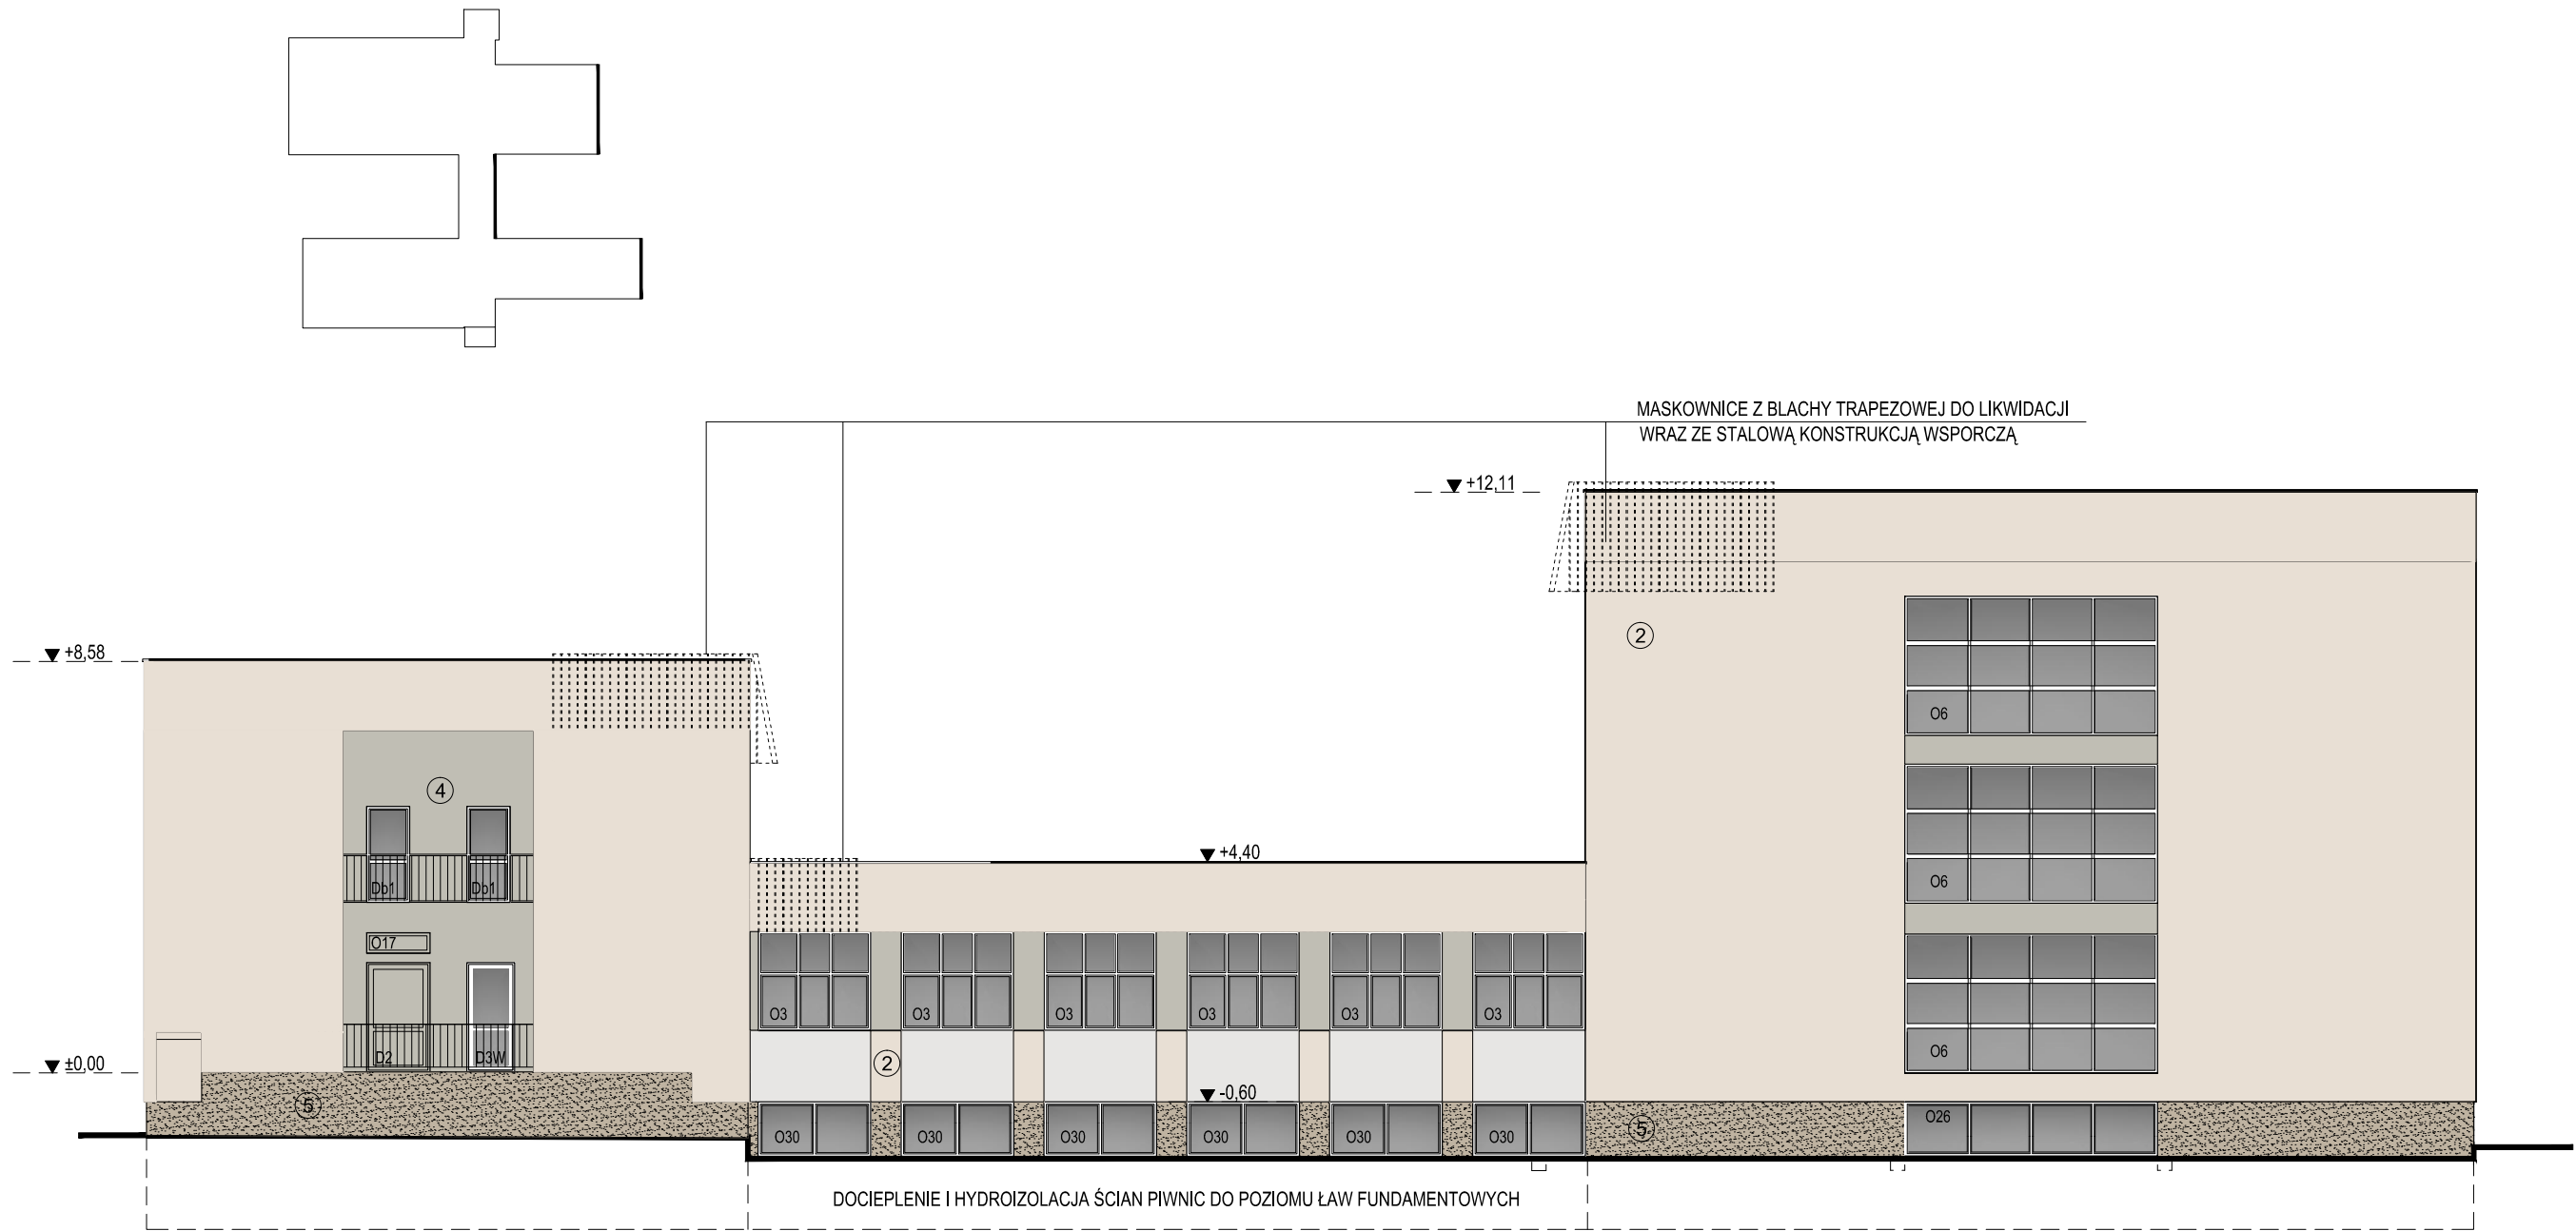 MASKOWNICE Z BLACHY TRAPEZOWEJ DO LIKWIDACJI
WRAZ ZE STALOWĄ KONSTRUKCJĄ WSPORCZĄ
+12,11
2
+8,58
O6
4
+4,40
Db1 Db1
O6
O17
O3 O3 O3 O3 O3 O3
O6
D2 D3W
±0,00
2
-0,60
5
O26
5
O30 O30 O30 O30 O30 O30
DOCIEPLENIE I HYDROIZOLACJA ŚCIAN PIWNIC DO POZIOMU ŁAW FUNDAMENTOWYCH